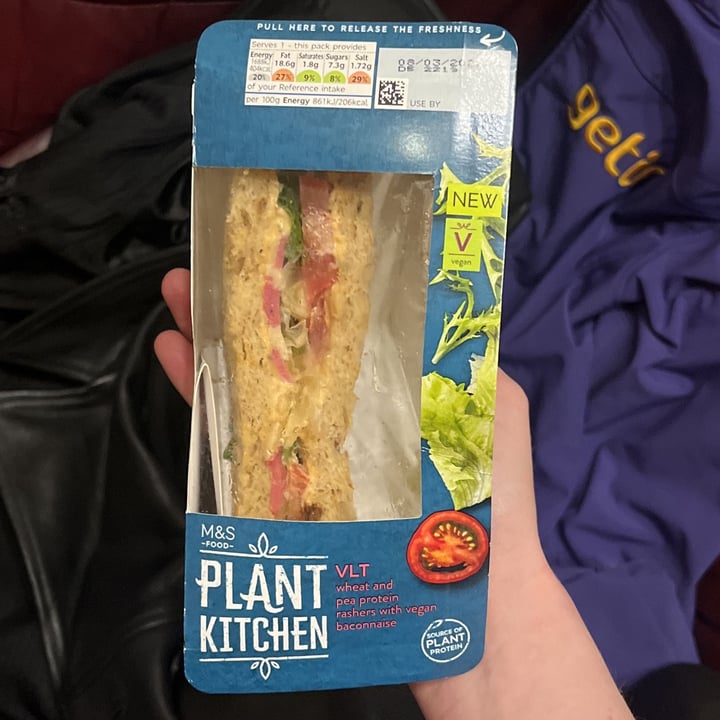 PULL HERE TO RELEASE THE FRESHNESS
Serves 1 - this pack provides
Energy Fat Saturates Sugars Salt
18.6g 1.8g 7.3g 1.72g
404kcal
20% 27% 9% 8% 29%
of your Reference intake
per 100g Energy 861kJ/206kcal
08/03/
USE BY
NEW
V
vegan
M&S
-FOOD-
PLANT
KITCHEN
VLT
wheat and
pea protein
rashers with vegan
baconnaise
SOURCE OF
PLANT
PROTEIN
getir